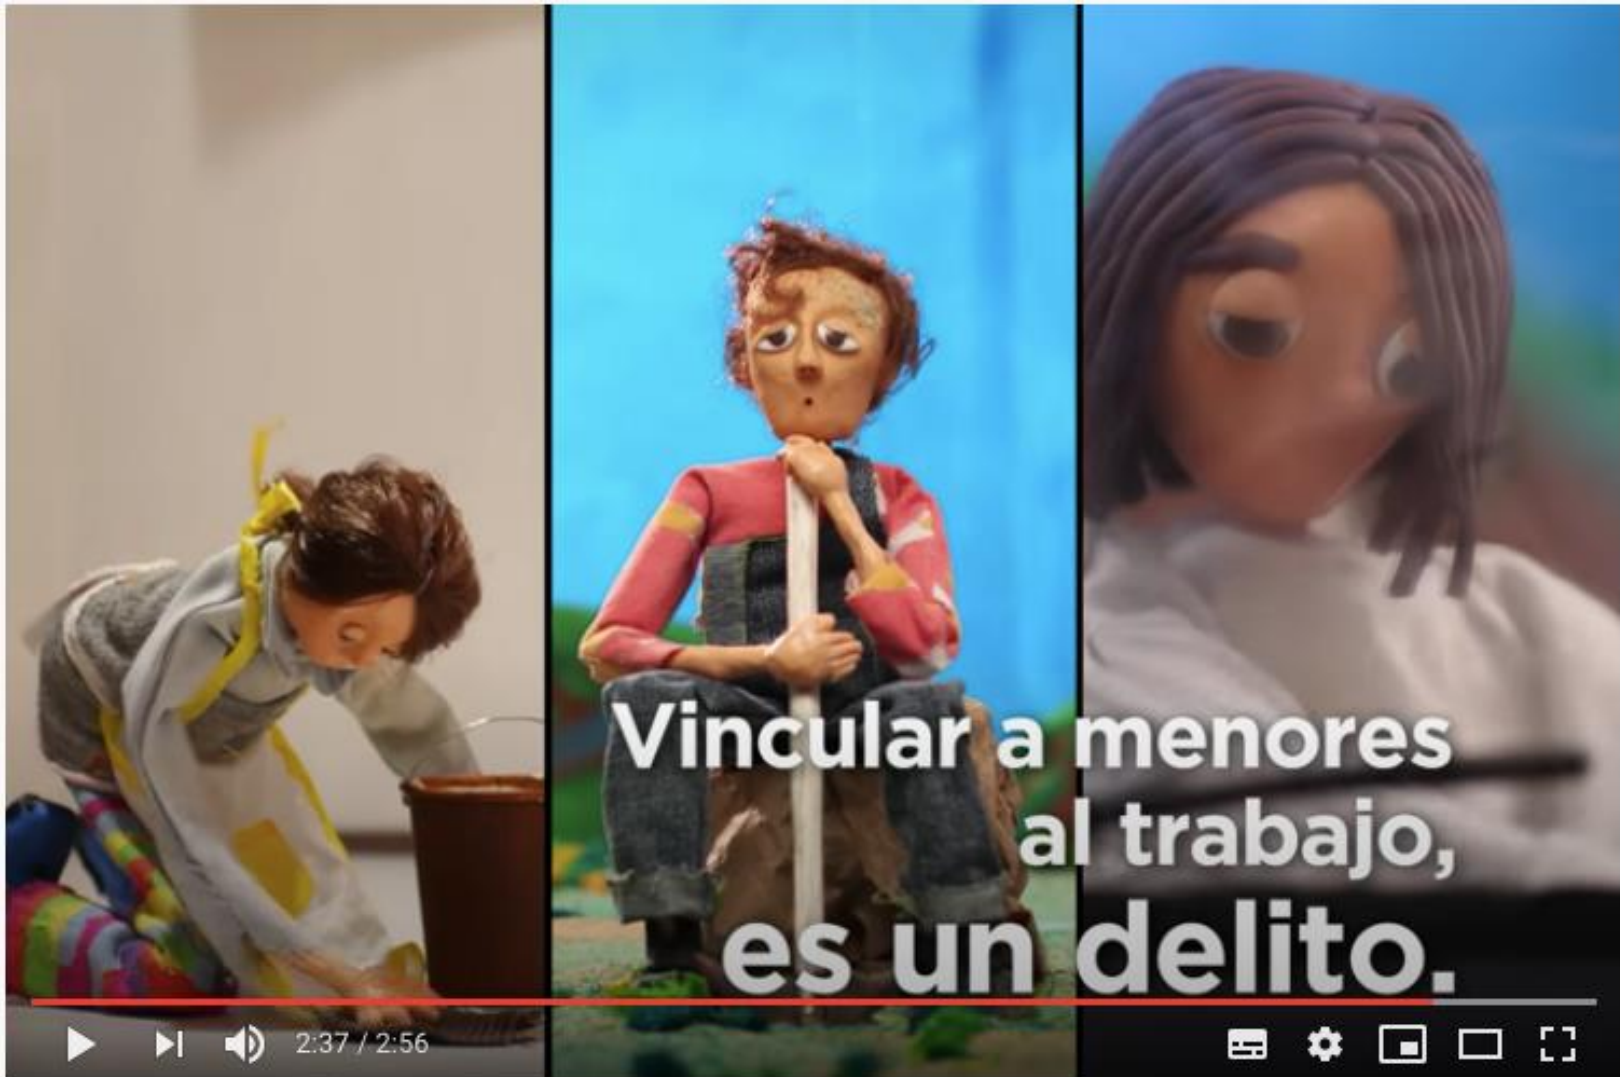 Vincular a menores
al trabajo,
es un delito.
2:37 / 2:56